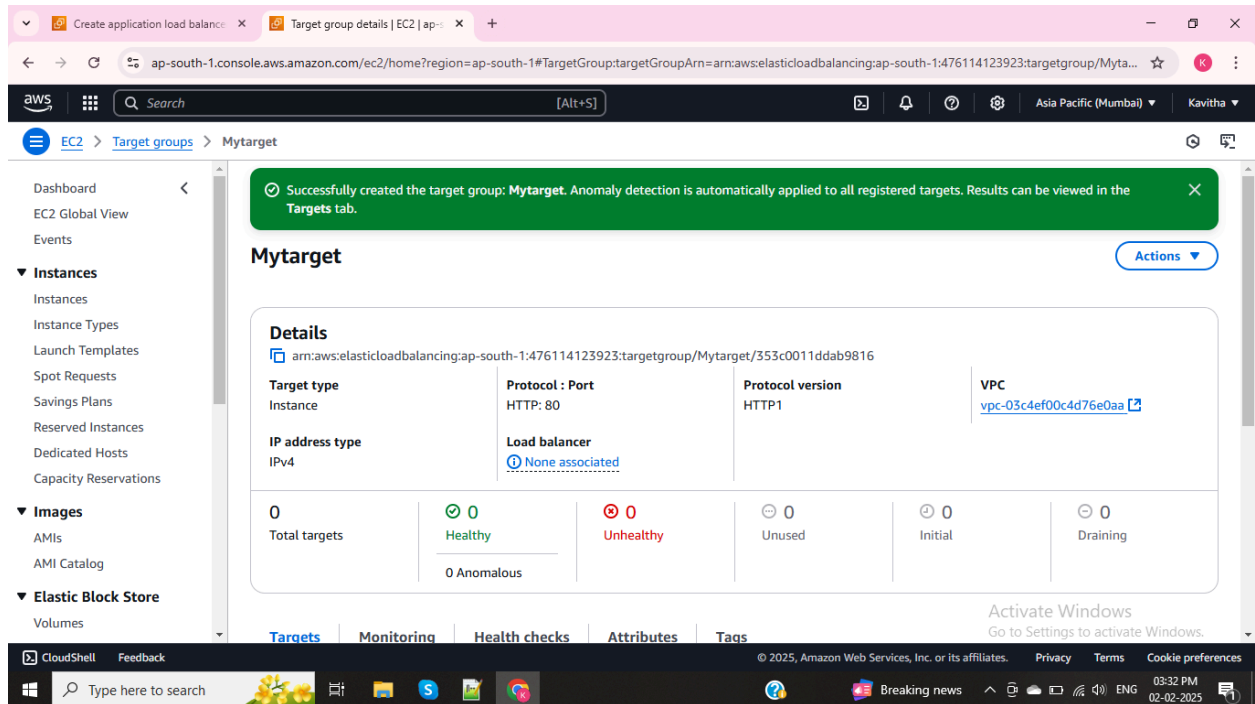 Create application load balance
Target group details | EC2 | ap-s
ap-south-1.console.aws.amazon.com/ec2/home?region=ap-south-1#TargetGroup:targetGroupArn=arn:aws:elasticloadbalancing:ap-south-1:476114123923:targetgroup/Myta...
K
aws
Search
[Alt+S]
Asia Pacific (Mumbai)
Kavitha
EC2 > Target groups > Mytarget
Dashboard
EC2 Global View
Events
Instances
Instances
Instance Types
Launch Templates
Spot Requests
Savings Plans
Reserved Instances
Dedicated Hosts
Capacity Reservations
Images
AMIs
AMI Catalog
Elastic Block Store
Volumes
Successfully created the target group: Mytarget. Anomaly detection is automatically applied to all registered targets. Results can be viewed in the
Targets tab.
Mytarget
Actions
Details
arn:aws:elasticloadbalancing:ap-south-1:476114123923:targetgroup/Mytarget/353c0011ddab9816
Target type
Instance
Protocol : Port
HTTP: 80
Protocol version
HTTP1
VPC
vpc-03c4ef00c4d76e0aa
IP address type
IPv4
Load balancer
None associated
0
Total targets
0
Healthy
0 Anomalous
0
Unhealthy
0
Unused
0
Initial
0
Draining
Targets
Monitoring
Health checks
Attributes
Tags
Activate Windows
Go to Settings to activate Windows.
CloudShell
Feedback
© 2025, Amazon Web Services, Inc. or its affiliates.
Privacy
Terms
Cookie preferences
Type here to search
Breaking news
ENG
03:32 PM
02-02-2025
1